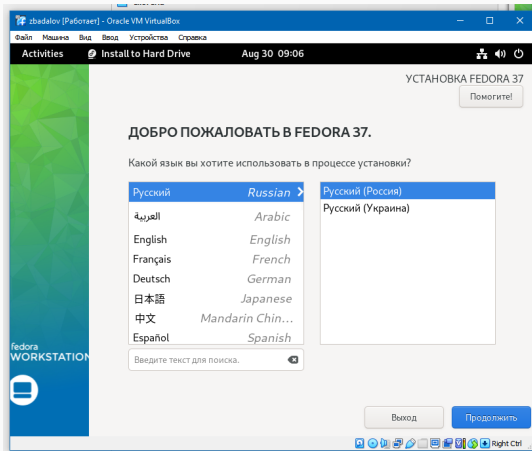 zbadalov [Работает] - Oracle VM VirtualBox
Файл Машина Вид Ввод Устройства Справка
Activities Install to Hard Drive Aug 30 09:06
УСТАНОВКА FEDORA 37
Помогите!
ДОБРО ПОЖАЛОВАТЬ В FEDORA 37.
Какой язык вы хотите использовать в процессе установки?
Русский Russian
العربية Arabic
English English
Français French
Deutsch German
日本語 Japanese
中文 Mandarin Chin...
Español Spanish
Введите текст для поиска.
Русский (Россия)
Русский (Украина)
fedora
WORKSTATION
Выход
Продолжить
Right Ctrl